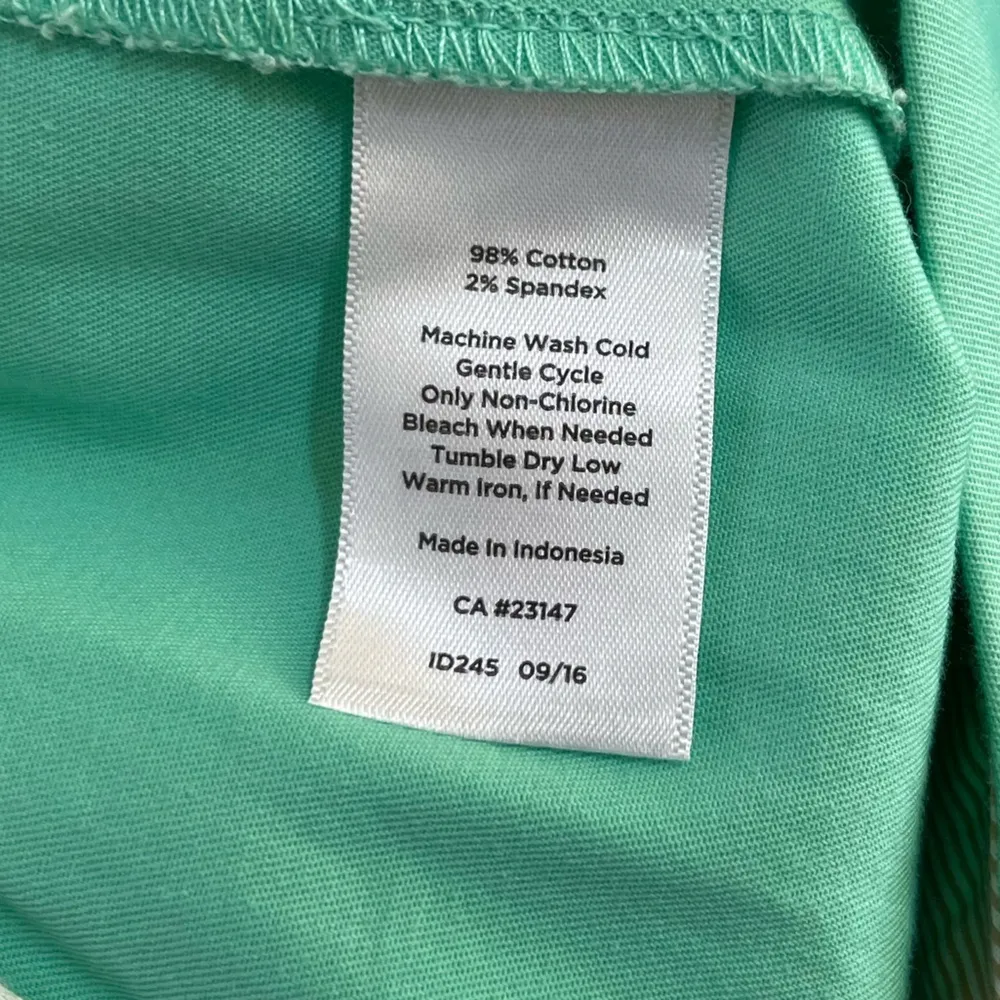 98% Cotton
2% Spandex
Machine Wash Cold
Gentle Cycle
Only Non-Chlorine
Bleach When Needed
Tumble Dry Low
Warm Iron, If Needed
Made In Indonesia
CA #23147
ID245 09/16